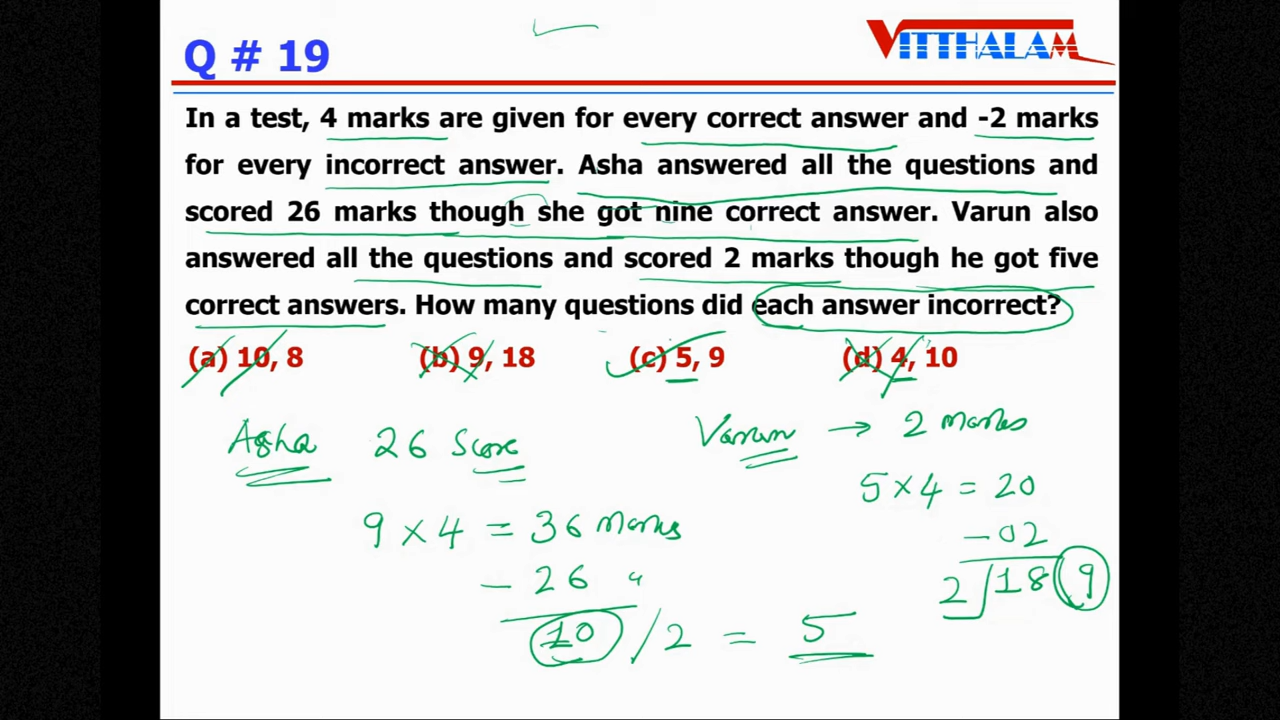 Q # 19
VITTHALAM
In a test, 4 marks are given for every correct answer and -2 marks
for every incorrect answer. Asha answered all the questions and
scored 26 marks though she got nine correct answer. Varun also
answered all the questions and scored 2 marks though he got five
correct answers. How many questions did each answer incorrect?
(a) 10, 8 (b) 9, 18 (c) 5, 9 (d) 4, 10
Asha 26 Score Varun → 2 marks
5 × 4 = 20
9 × 4 = 36 marks
- 02
- 26 "
2 18 9
10 / 2 = 5